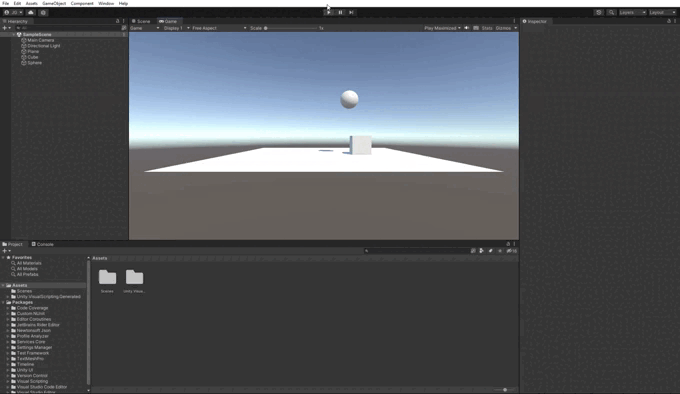 File Edit Assets GameObject Component Window Help
Layers Layout
Hierarchy
Scene Game
Inspector
Game Display 1 Free Aspect Scale 1x Play Maximized Stats Gizmos
SampleScene
Main Camera
Directional Light
Plane
Cube
Sphere
Project Console
Favorites
All Materials
All Models
All Prefabs
Assets
Scenes
Unity.VisualScripting.Generated
Packages
Code Coverage
Custom NUnit
Editor Coroutines
JetBrains Rider Editor
Newtonsoft Json
Profile Analyzer
Services Core
Settings Manager
Test Framework
TextMeshPro
Timeline
Unity UI
Version Control
Visual Scripting
Visual Studio Code Editor
Visual Studio Editor
Assets
Scenes
Unity.Visua...